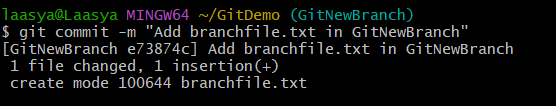 laasya@Laasya MINGW64 ~/GitDemo (GitNewBranch)
$ git commit -m "Add branchfile.txt in GitNewBranch"
[GitNewBranch e73874c] Add branchfile.txt in GitNewBranch
 1 file changed, 1 insertion(+)
 create mode 100644 branchfile.txt